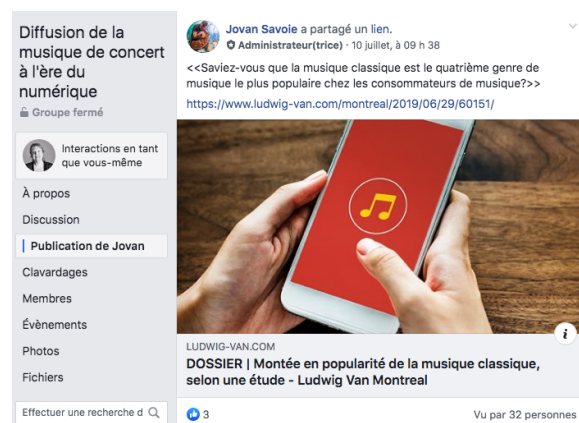 Diffusion de la
musique de concert
à l'ère du
numérique
Groupe fermé
Interactions en tant
que vous-même
À propos
Discussion
Publication de Jovan
Clavardages
Membres
Évènements
Photos
Fichiers
Effectuer une recherche d
Jovan Savoie a partagé un lien.
Administrateur(trice) · 10 juillet, à 09 h 38
<<Saviez-vous que la musique classique est le quatrième genre de
musique le plus populaire chez les consommateurs de musique?>>
https://www.ludwig-van.com/montreal/2019/06/29/60151/
LUDWIG-VAN.COM
DOSSIER | Montée en popularité de la musique classique,
selon une étude - Ludwig Van Montreal
3
Vu par 32 personnes